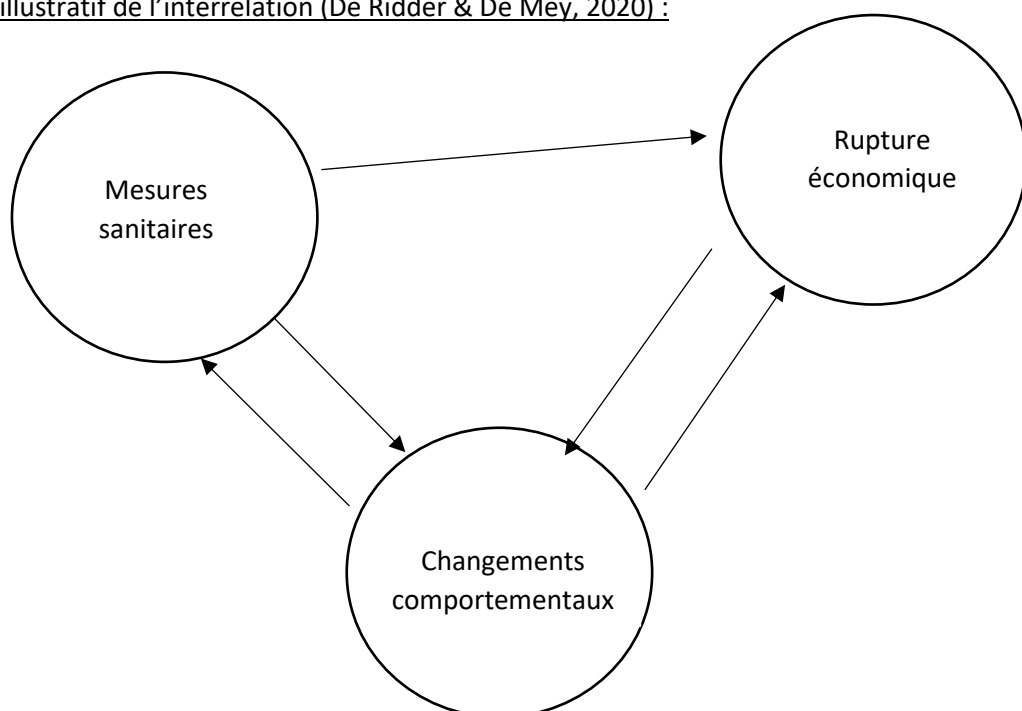 illustratif de l'interrelation (De Ridder & De Mey, 2020) :
Mesures
sanitaires
Rupture
économique
Changements
comportementaux